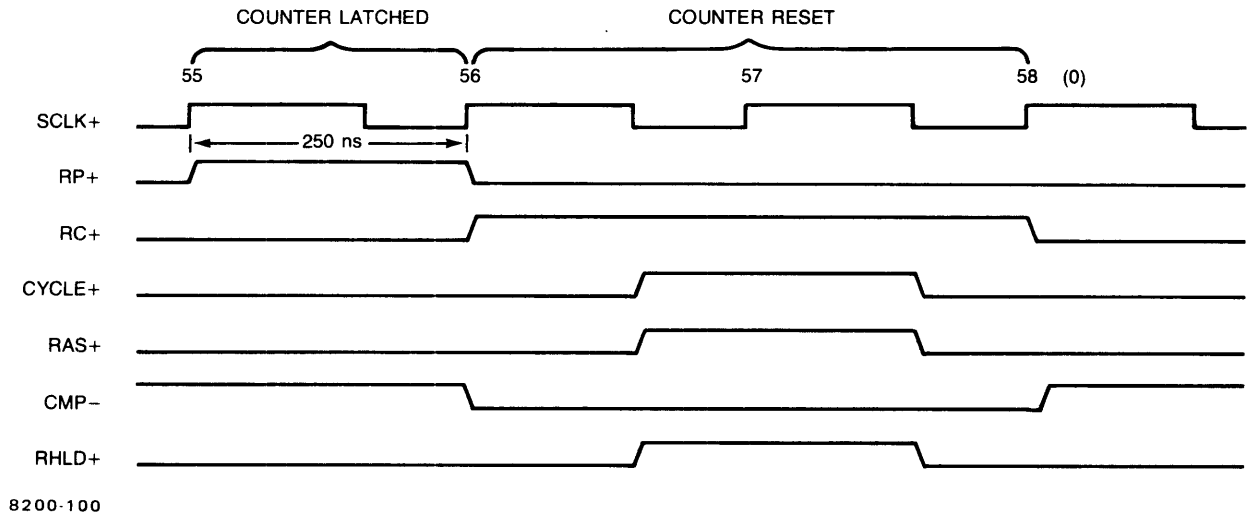 COUNTER LATCHED COUNTER RESET
55 56 57 58 (0)
SCLK+
250 ns
RP+
RC+
CYCLE+
RAS+
CMP−
RHLD+
8200-100